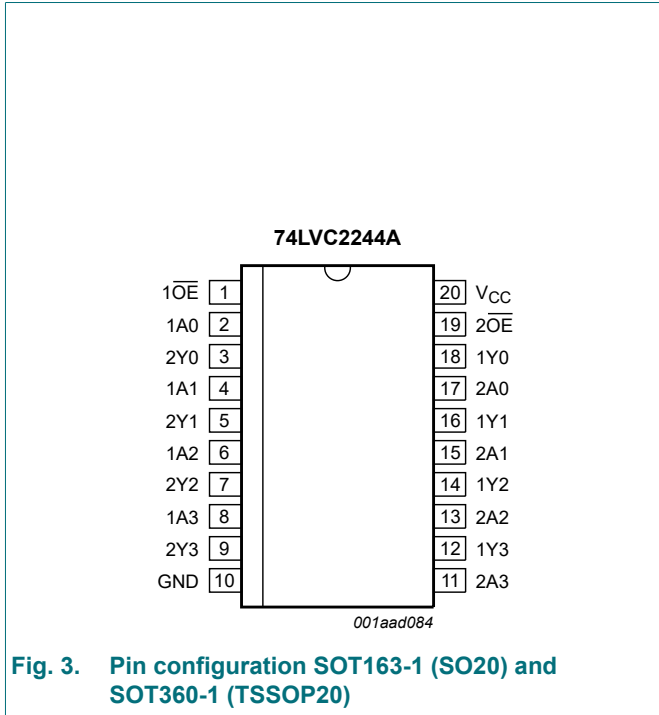 74LVC2244A
1O̅E̅ 1 20 VCC
1A0 2 19 2O̅E̅
2Y0 3 18 1Y0
1A1 4 17 2A0
2Y1 5 16 1Y1
1A2 6 15 2A1
2Y2 7 14 1Y2
1A3 8 13 2A2
2Y3 9 12 1Y3
GND 10 11 2A3
001aad084
Fig. 3. Pin configuration SOT163-1 (SO20) and
SOT360-1 (TSSOP20)